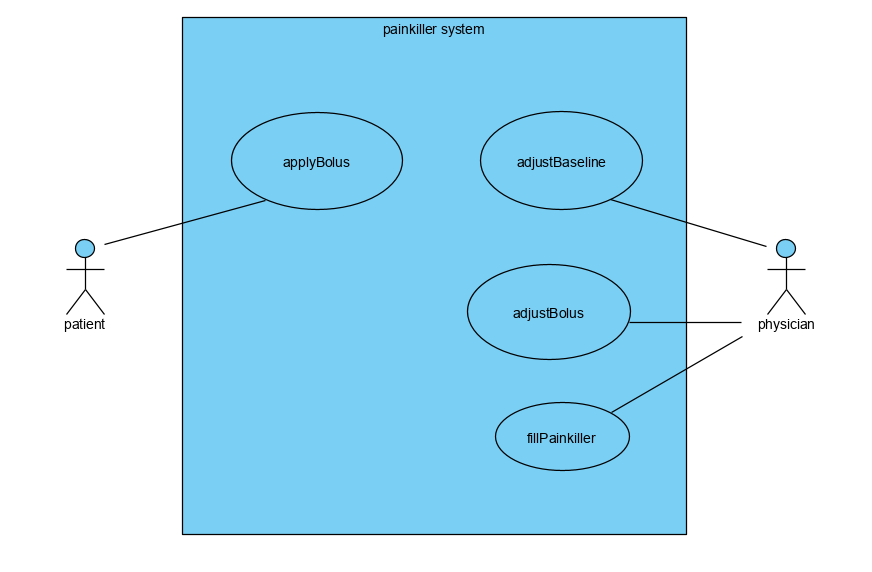 painkiller system
applyBolus
adjustBaseline
adjustBolus
patient
physician
fillPainkiller